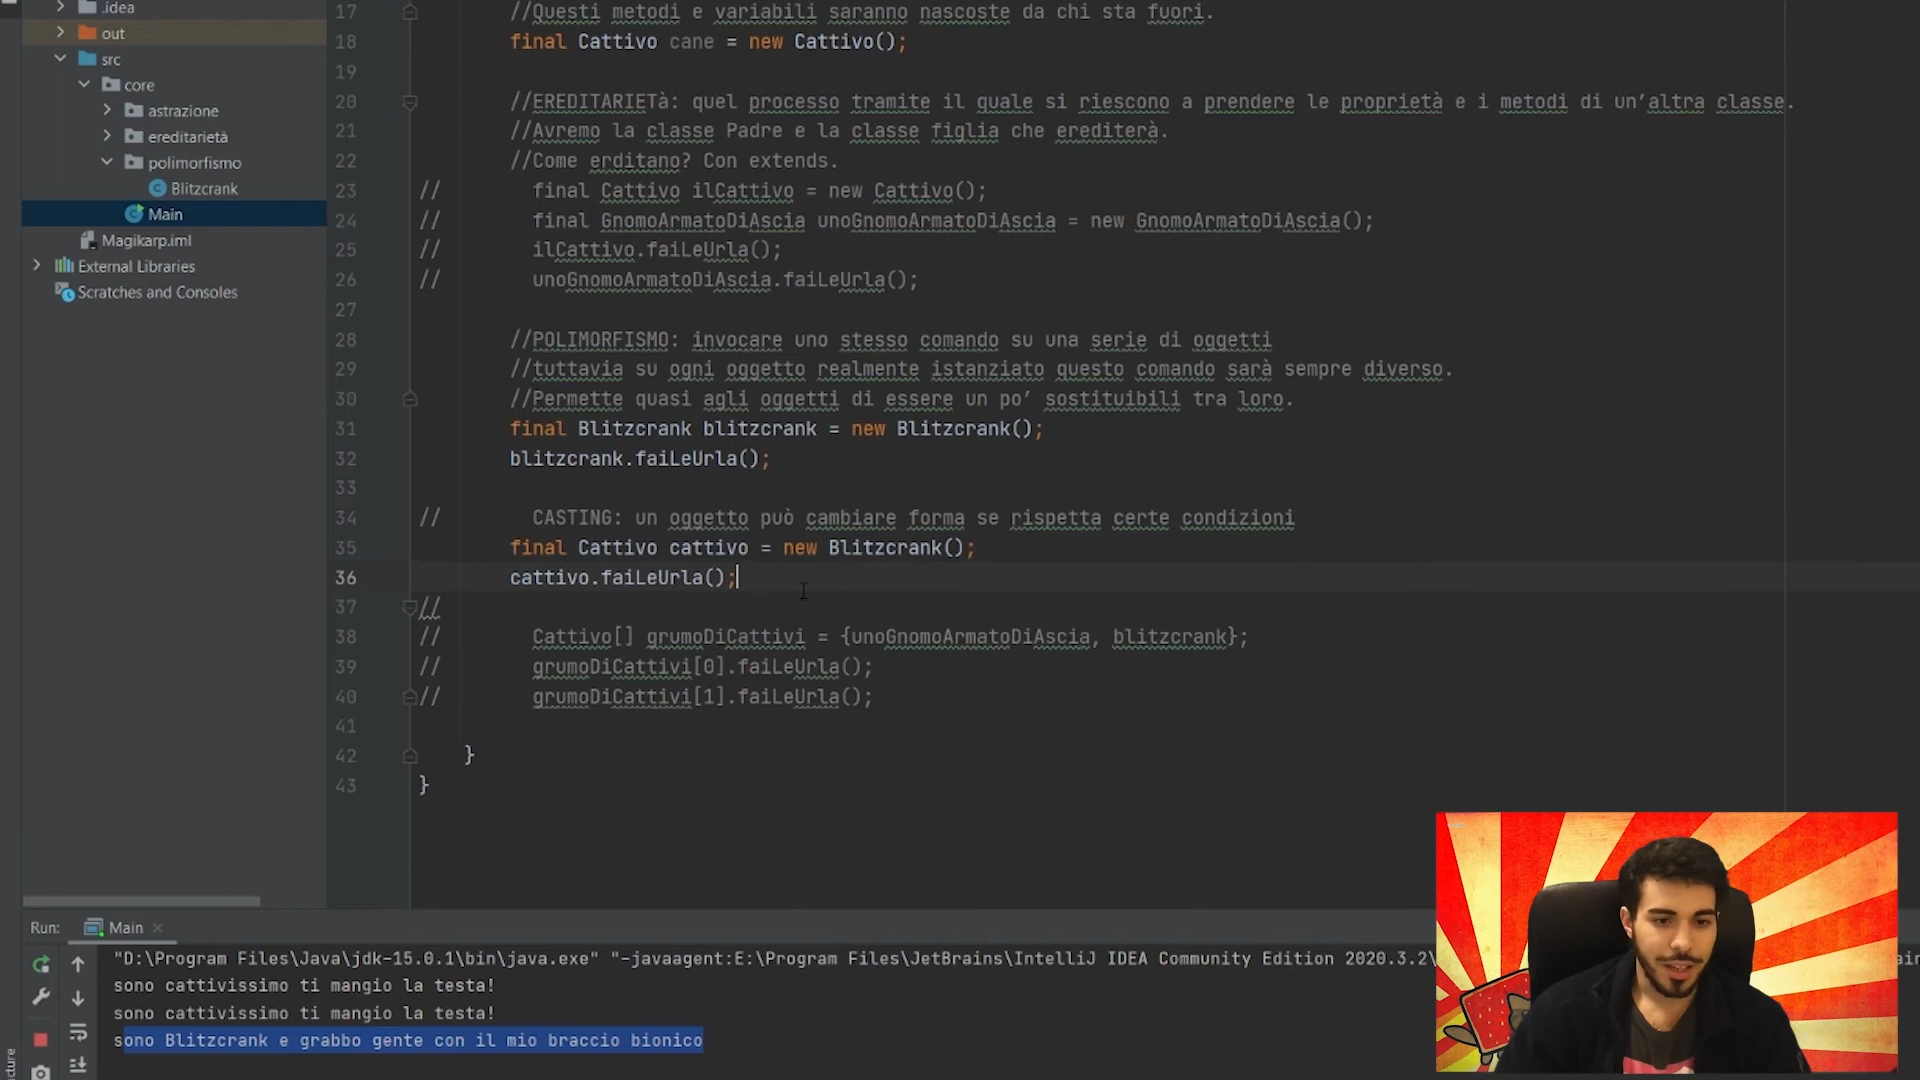 .idea
out
src
core
astrazione
ereditarietà
polimorfismo
Blitzcrank
Main
Magikarp.iml
External Libraries
Scratches and Consoles
17 //Questi metodi e variabili saranno nascoste da chi sta fuori.
18 final Cattivo cane = new Cattivo();
19
20 //EREDITARIETà: quel processo tramite il quale si riescono a prendere le proprietà e i metodi di un'altra classe.
21 //Avremo la classe Padre e la classe figlia che erediterà.
22 //Come erditano? Con extends.
23 // final Cattivo ilCattivo = new Cattivo();
24 // final GnomoArmatoDiAscia unoGnomoArmatoDiAscia = new GnomoArmatoDiAscia();
25 // ilCattivo.faiLeUrla();
26 // unoGnomoArmatoDiAscia.faiLeUrla();
27
28 //POLIMORFISMO: invocare uno stesso comando su una serie di oggetti
29 //tuttavia su ogni oggetto realmente istanziato questo comando sarà sempre diverso.
30 //Permette quasi agli oggetti di essere un po' sostituibili tra loro.
31 final Blitzcrank blitzcrank = new Blitzcrank();
32 blitzcrank.faiLeUrla();
33
34 // CASTING: un oggetto può cambiare forma se rispetta certe condizioni
35 final Cattivo cattivo = new Blitzcrank();
36 cattivo.faiLeUrla();
37 //
38 // Cattivo[] grumoDiCattivi = {unoGnomoArmatoDiAscia, blitzcrank};
39 // grumoDiCattivi[0].faiLeUrla();
40 // grumoDiCattivi[1].faiLeUrla();
41
42 }
43 }
Run: Main
"D:\Program Files\Java\jdk-15.0.1\bin\java.exe" "-javaagent:E:\Program Files\JetBrains\IntelliJ IDEA Community Edition 2020.3.2\
sono cattivissimo ti mangio la testa!
sono cattivissimo ti mangio la testa!
sono Blitzcrank e grabbo gente con il mio braccio bionico